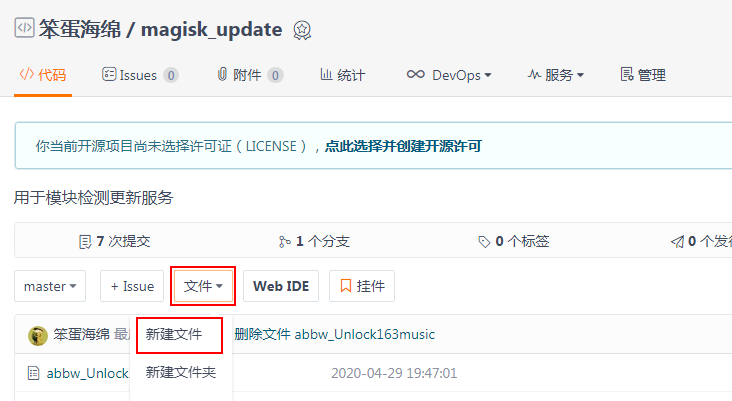 笨蛋海绵 / magisk_update
代码 Issues 0 附件 0 统计 DevOps 服务 管理
你当前开源项目尚未选择许可证（LICENSE），点此选择并创建开源许可
用于模块检测更新服务
7 次提交 1 个分支 0 个标签 0 个发
master + Issue 文件 Web IDE 挂件
笨蛋海绵 最 新建文件 删除文件 abbw_Unlock163music
abbw_Unlock 新建文件夹 2020-04-29 19:47:01